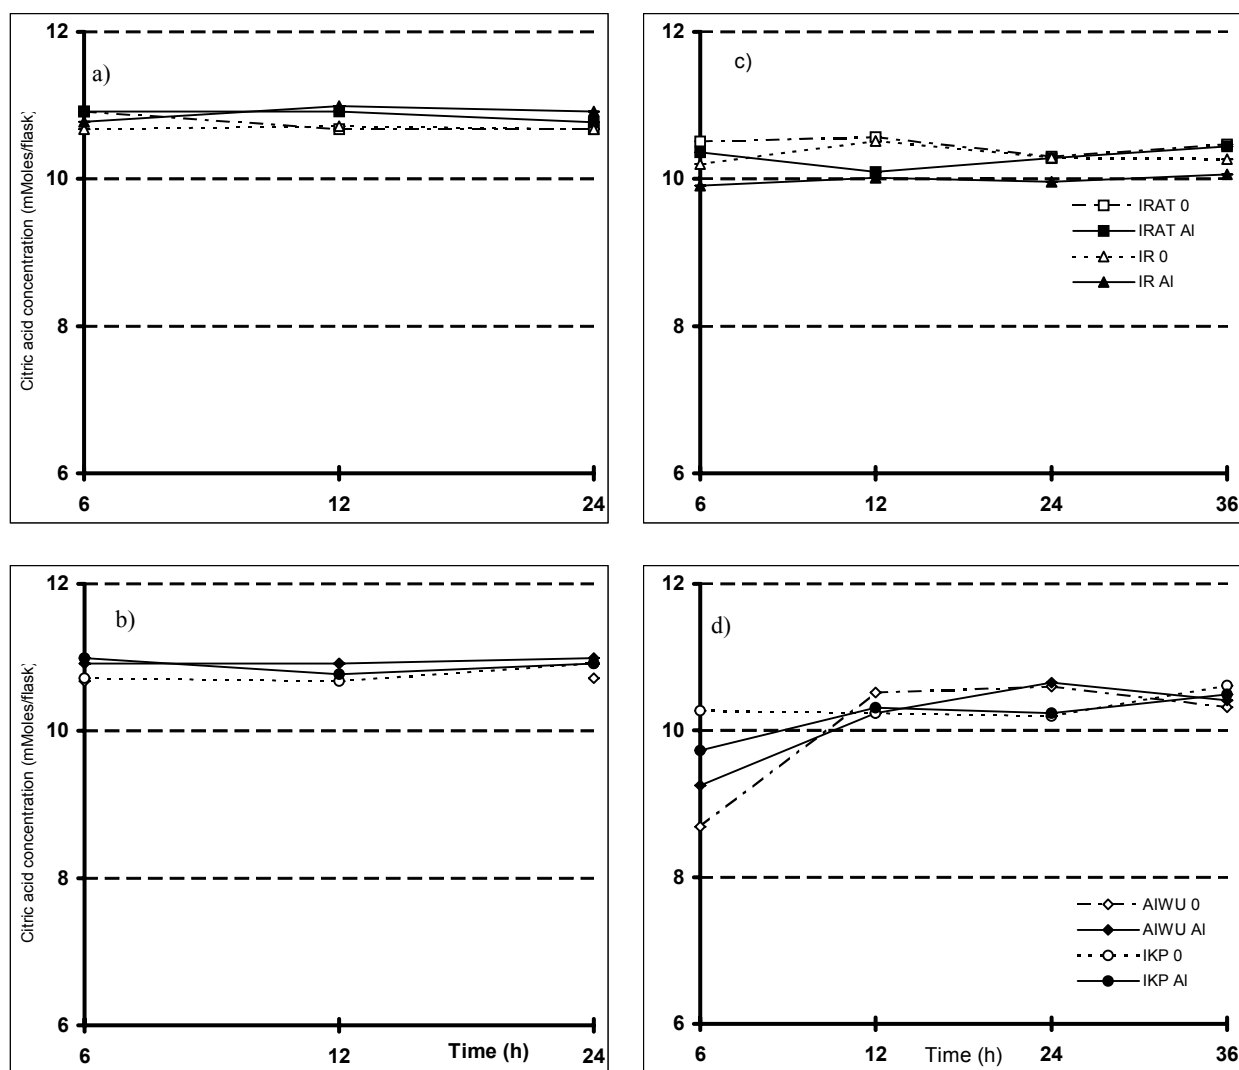 12
a)
10
8
6
6
12
24
Citric acid concentration (mMoles/flask)
12
c)
10
8
6
6
12
24
36
IRAT 0
IRAT Al
IR 0
IR Al
12
b)
10
8
6
6
12
24
Time (h)
Citric acid concentration (mMoles/flask)
12
d)
10
8
6
6
12
24
36
Time (h)
AIWU 0
AIWU Al
IKP 0
IKP Al